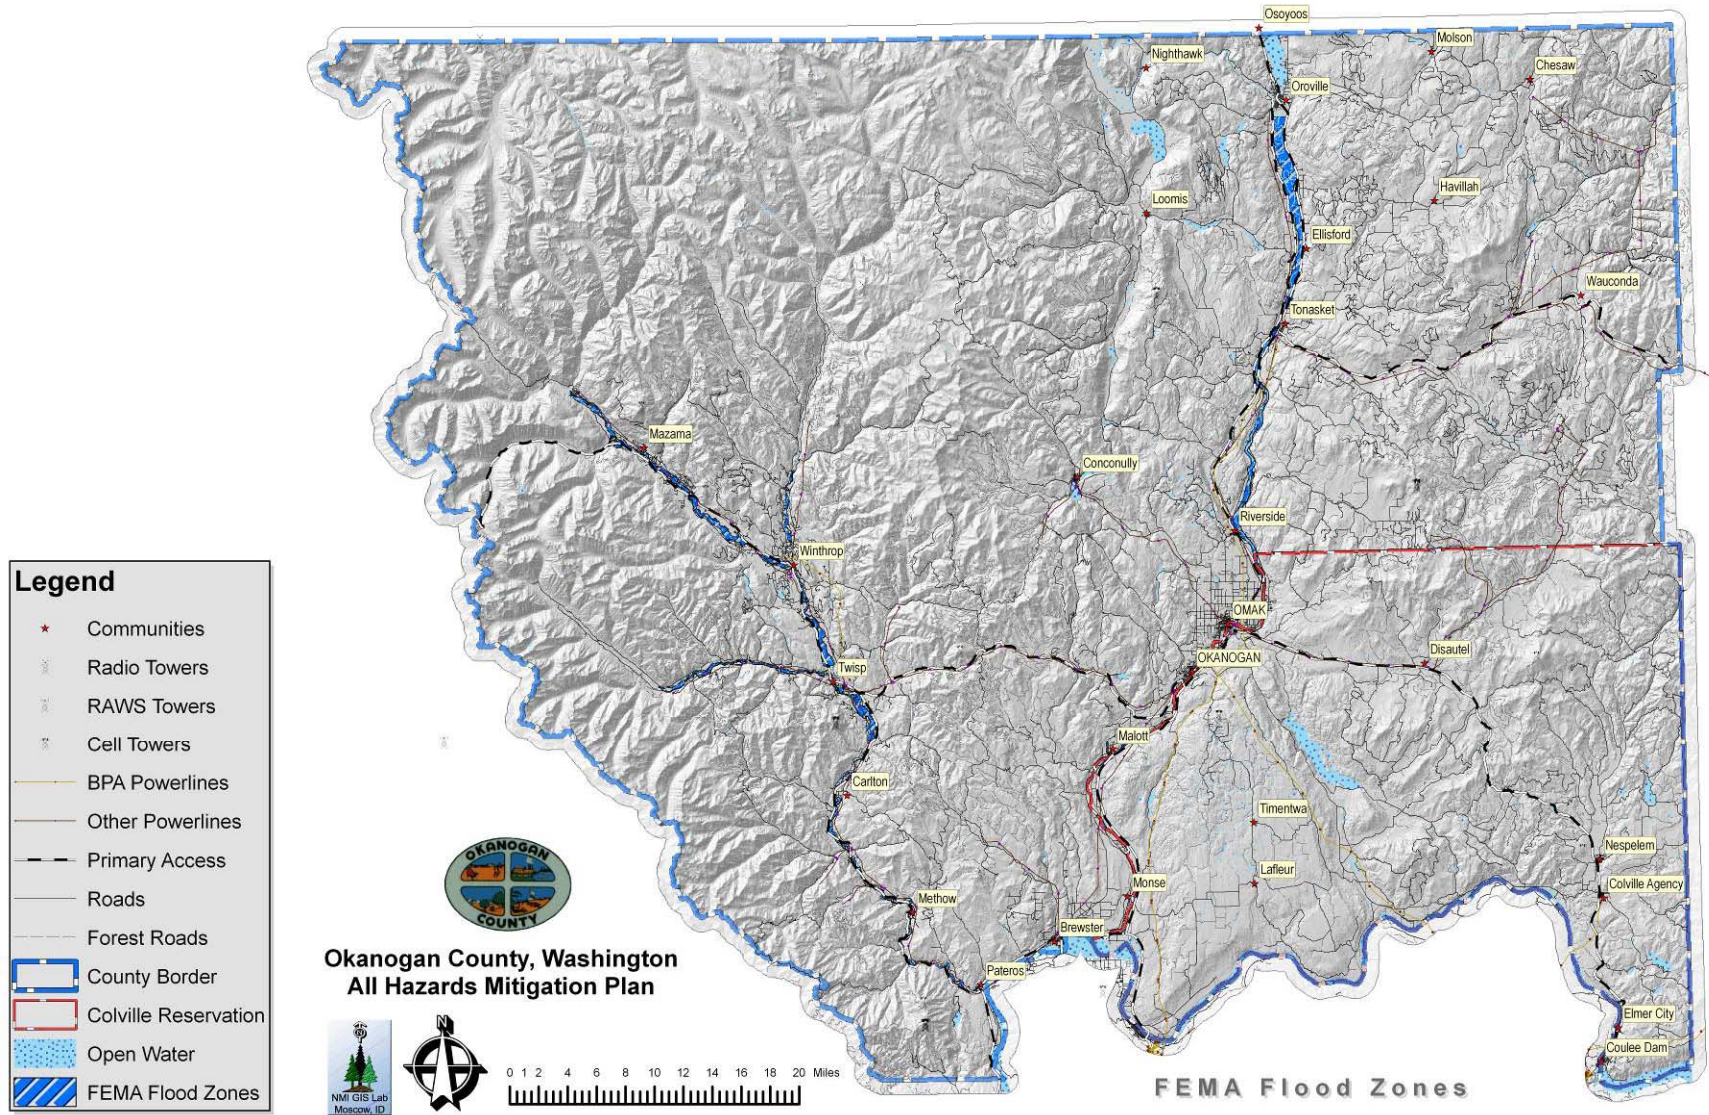 Osoyoos
Molson
Nighthawk
Chesaw
Oroville
Havillah
Loomis
Ellisford
Wauconda
Tonasket
Mazama
Conconully
Riverside
Winthrop
OMAK
Disautel
OKANOGAN
Twisp
Malott
Carlton
Timentwa
Nespelem
Lafleur
Colville Agency
Monse
Methow
Brewster
Pateros
Elmer City
Coulee Dam
Legend
Communities
Radio Towers
RAWS Towers
Cell Towers
BPA Powerlines
Other Powerlines
Primary Access
Roads
Forest Roads
County Border
Colville Reservation
Open Water
FEMA Flood Zones
OKANOGAN
COUNTY
Okanogan County, Washington
All Hazards Mitigation Plan
N
NMI GIS Lab
Moscow, ID
N
0 1 2 4 6 8 10 12 14 16 18 20 Miles
FEMA Flood Zones